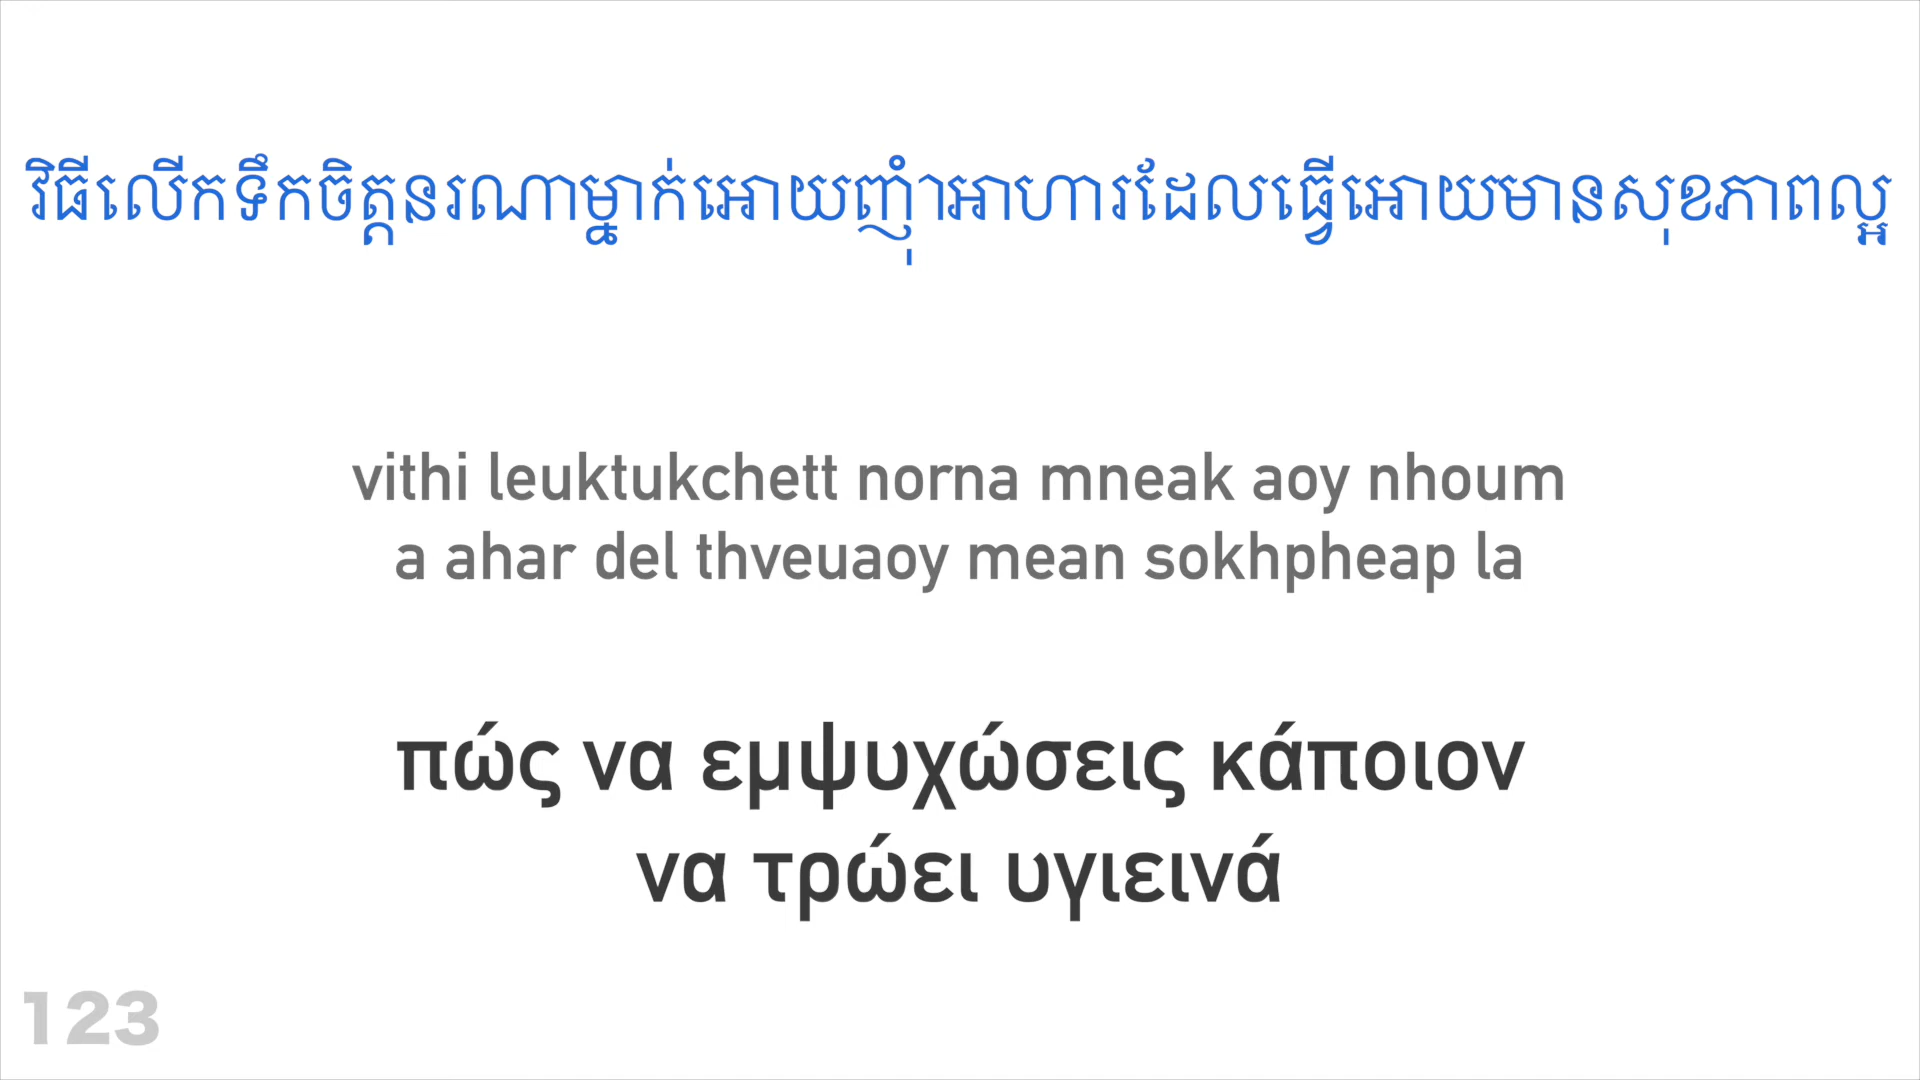 វិធីលើកទឹកចិត្តនរណាម្នាក់អោយញ៉ុាំអាហារដែលធ្វើអោយមានសុខភាពល្អ
vithi leuktukchett norna mneak aoy nhoum
a ahar del thveuaoy mean sokhpheap la
πώς να εμψυχώσεις κάποιον
να τρώει υγιεινά
123